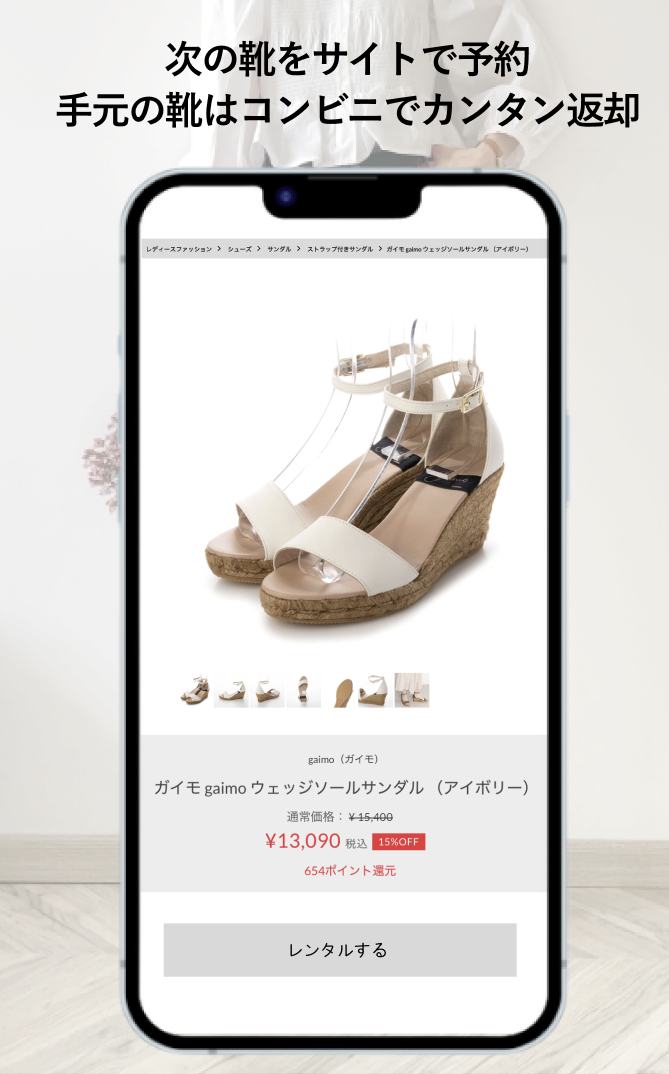 次の靴をサイトで予約
手元の靴はコンビニでカンタン返却
レディースファッション > シューズ > サンダル > ストラップ付きサンダル > ガイモ gaimo ウェッジソールサンダル（アイボリー）
gaimo（ガイモ）
ガイモ gaimo ウェッジソールサンダル（アイボリー）
通常価格：¥15,400
¥13,090 税込 15%OFF
654ポイント還元
レンタルする